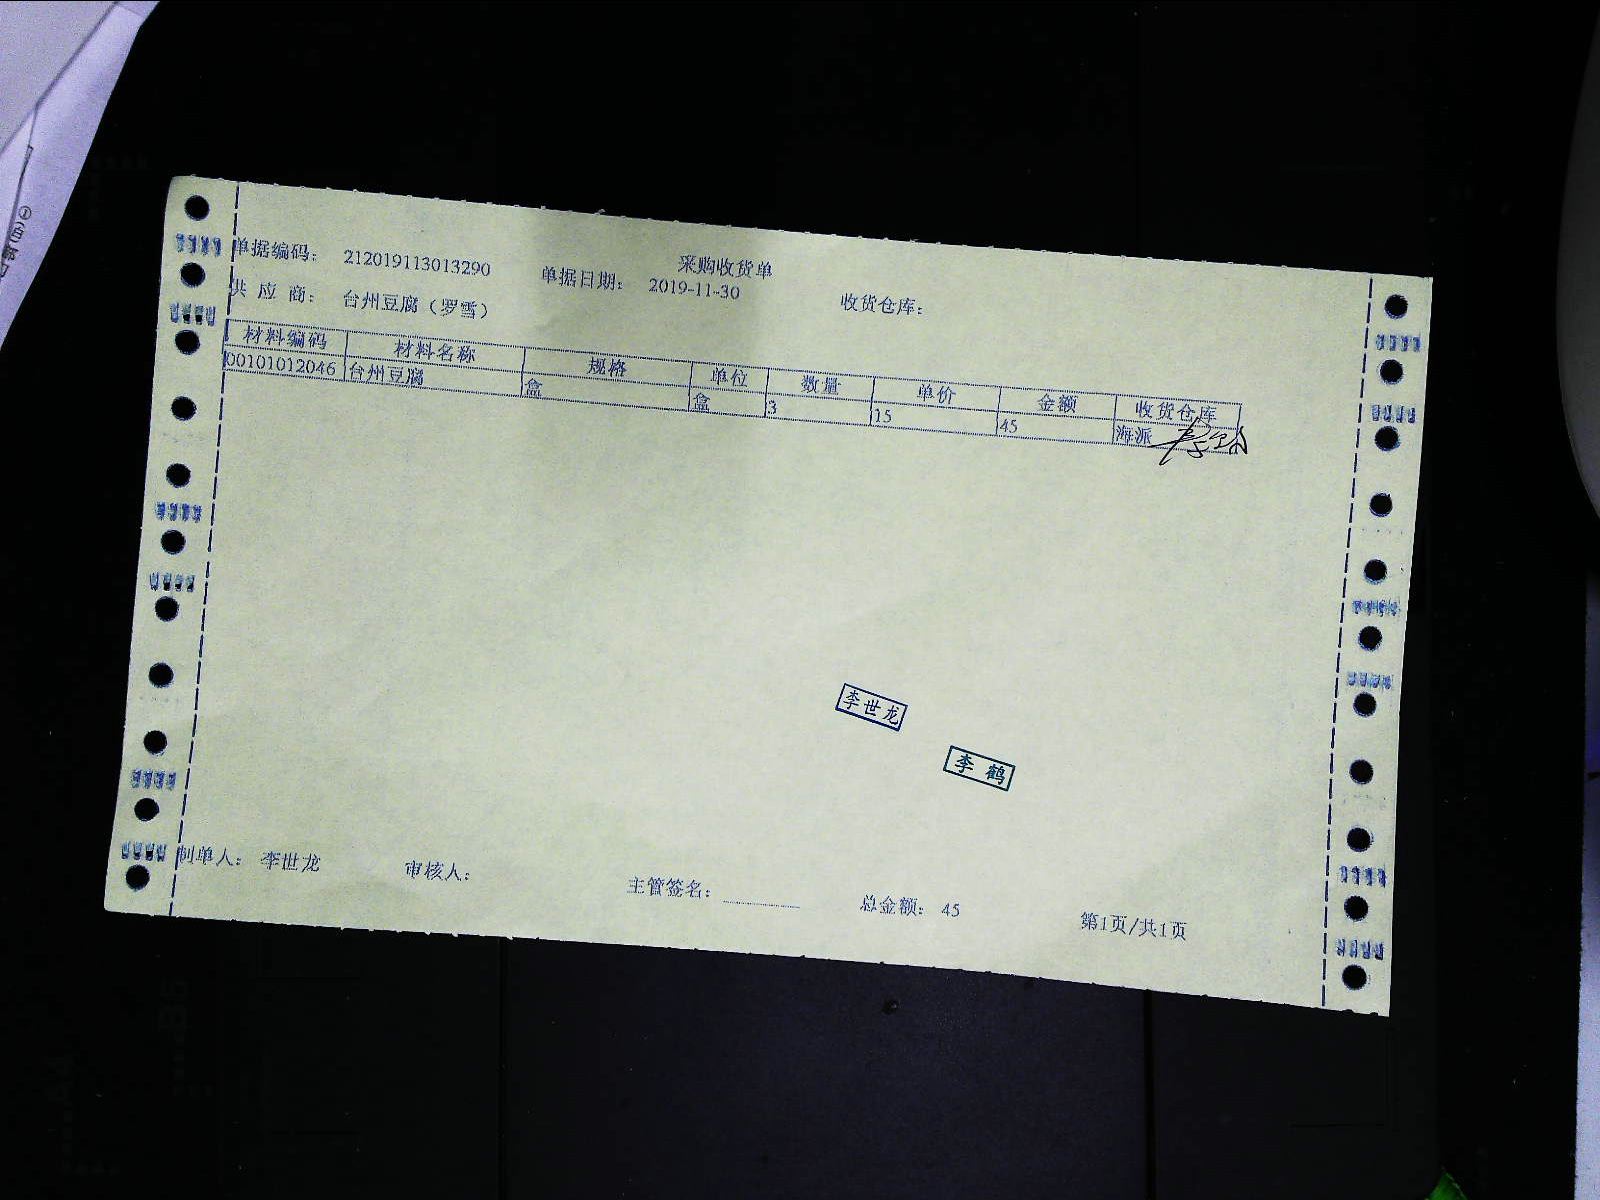 采购收货单
单据编码： 212019113013290 单据日期： 2019-11-30 收货仓库：
供 应 商： 台州豆腐（罗雪）
材料编码 材料名称 规格 单位 数量 单价 金额 收货仓库
00101012046 台州豆腐 盒 盒 3 15 45 海派
李世龙
李鹤
制单人： 李世龙 审核人： 主管签名： 总金额： 45 第1页/共1页